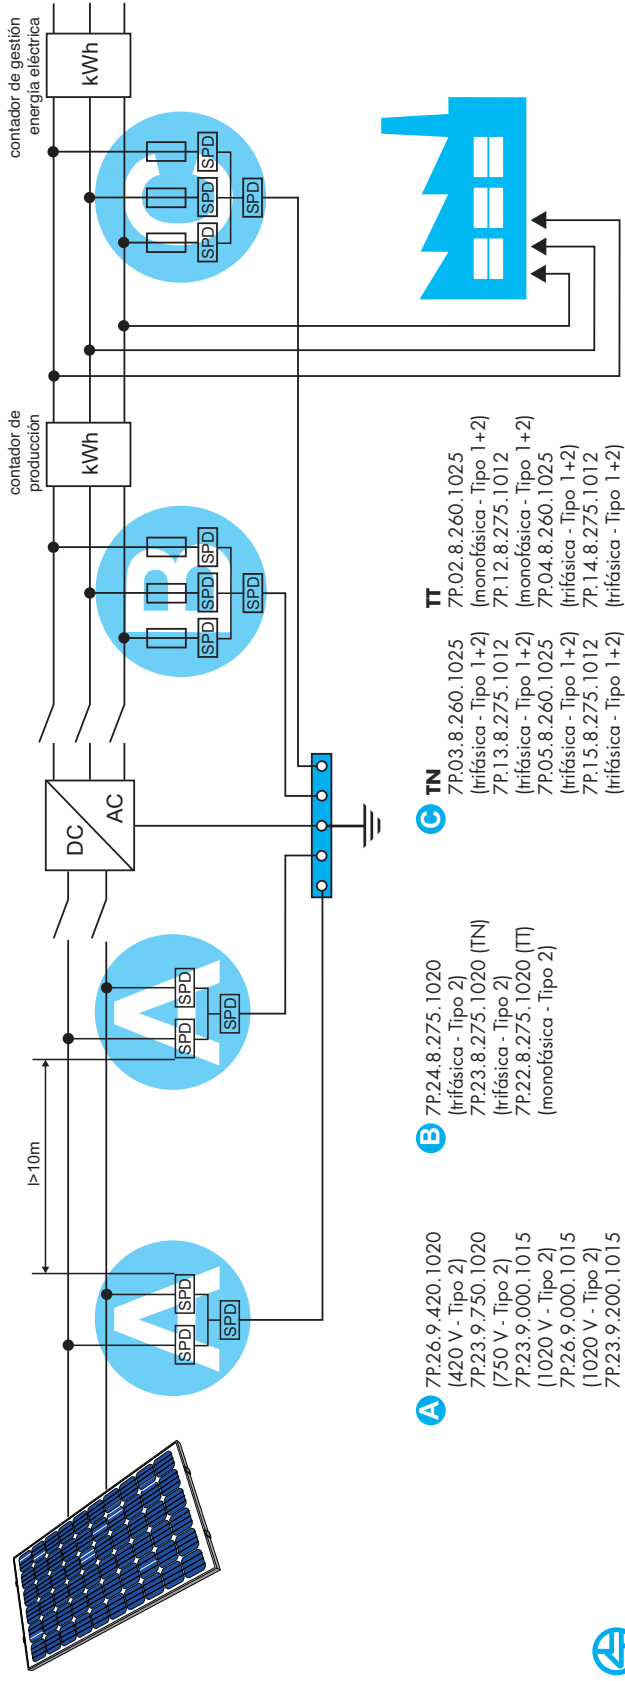 l>10m
A
SPD
SPD
SPD
A
SPD
SPD
SPD
DC
AC
B
SPD
SPD
SPD
SPD
contador de
producción
kWh
C
SPD
SPD
SPD
SPD
contador de gestión
energía eléctrica
kWh
A
7P.26.9.420.1020
(420 V - Tipo 2)
7P.23.9.750.1020
(750 V - Tipo 2)
7P.23.9.000.1015
(1020 V - Tipo 2)
7P.26.9.000.1015
(1020 V - Tipo 2)
7P.23.9.200.1015
B
7P.24.8.275.1020
(trifásica - Tipo 2)
7P.23.8.275.1020 (TN)
(trifásica - Tipo 2)
7P.22.8.275.1020 (TT)
(monofásica - Tipo 2)
C
TN
7P.03.8.260.1025
(trifásica - Tipo 1+2)
7P.13.8.275.1012
(trifásica - Tipo 1+2)
7P.05.8.260.1025
(trifásica - Tipo 1+2)
7P.15.8.275.1012
(trifásica - Tipo 1+2)
TT
7P.02.8.260.1025
(monofásica - Tipo 1+2)
7P.12.8.275.1012
(monofásica - Tipo 1+2)
7P.04.8.260.1025
(trifásica - Tipo 1+2)
7P.14.8.275.1012
(trifásica - Tipo 1+2)